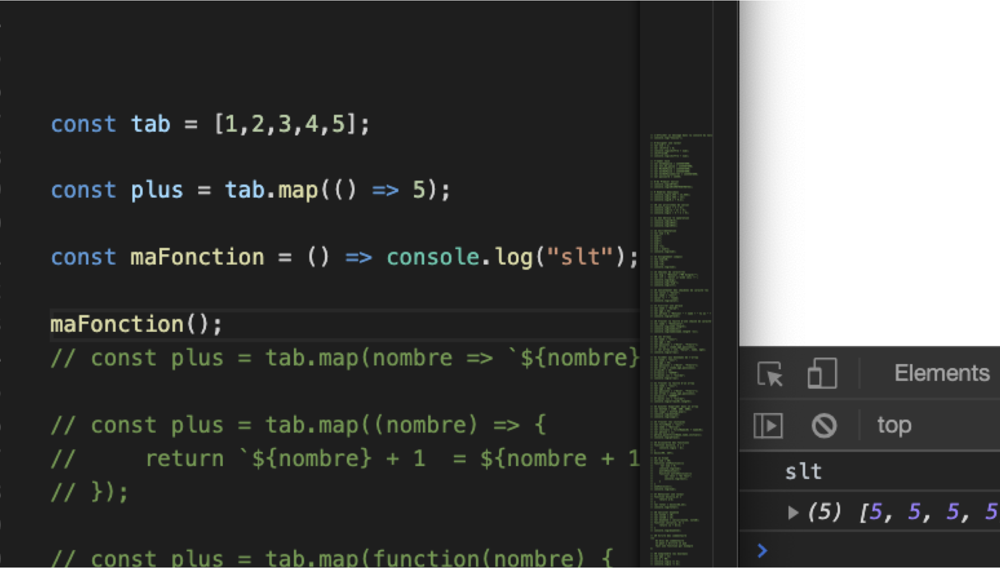 const tab = [1,2,3,4,5];
const plus = tab.map(() => 5);
const maFonction = () => console.log("slt");
maFonction();
// const plus = tab.map(nombre => `${nombre}
// const plus = tab.map((nombre) => {
//     return `${nombre} + 1  = ${nombre + 1
// });
// const plus = tab.map(function(nombre) {
Elements
top
slt
(5) [5, 5, 5, 5